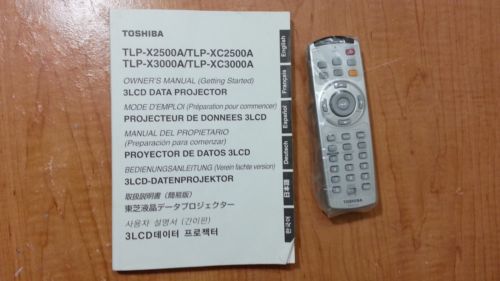 TOSHIBA
TLP-X2500A/TLP-XC2500A
TLP-X3000A/TLP-XC3000A
OWNER'S MANUAL (Getting Started)
3LCD DATA PROJECTOR
MODE D'EMPLOI (Préparation pour commencer)
PROJECTEUR DE DONNEES 3LCD
MANUAL DEL PROPIETARIO
(Preparación para comenzar)
PROYECTOR DE DATOS 3LCD
BEDIENUNGSANLEITUNG (Verein fachte version)
3LCD-DATENPROJEKTOR
取扱説明書（簡易版）
東芝液晶データプロジェクター
사용자 설명서 (간이판)
3LCD데이터 프로젝터
English
Français
Español
Deutsch
日本語
한국어
TOSHIBA